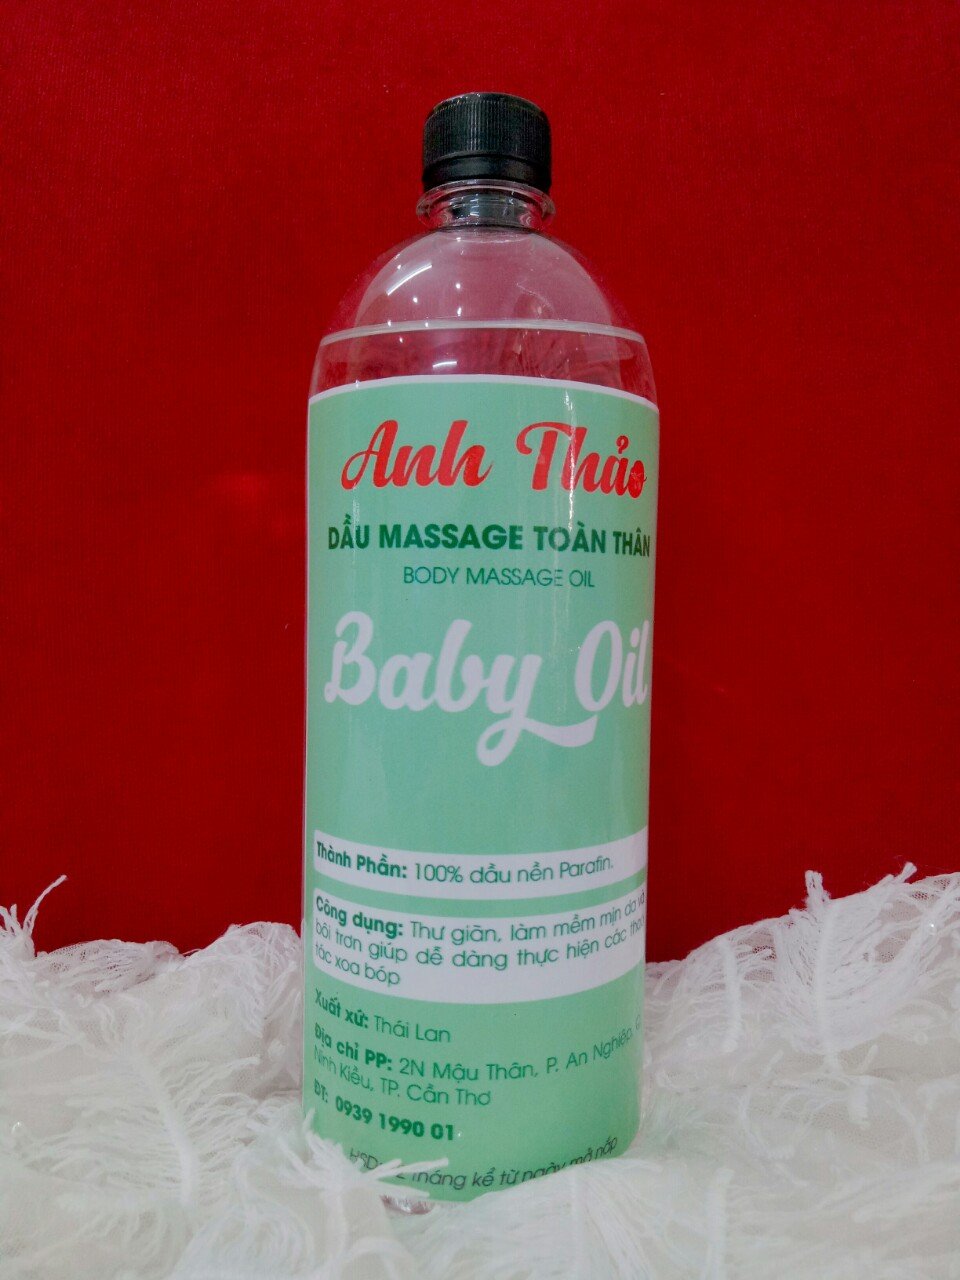 Anh Thảo
DẦU MASSAGE TOÀN THÂN
BODY MASSAGE OIL
Baby Oil
Thành Phần: 100% dầu nền Parafin.
Công dụng: Thư giãn, làm mềm mịn da và
bôi trơn giúp dễ dàng thực hiện các thao
tác xoa bóp
Xuất xứ: Thái Lan
Địa chỉ PP: 2N Mậu Thân, P. An Nghiệp,
Ninh Kiều, TP. Cần Thơ
ĐT: 0939 1990 01
HSD: tháng kể từ ngày mở nắp